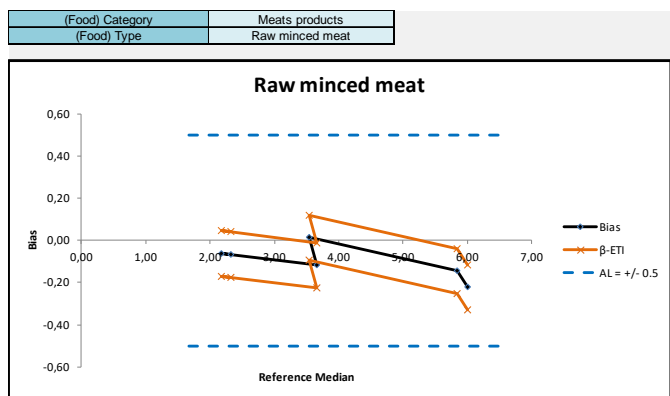 (Food) Category Meats products
(Food) Type Raw minced meat
Raw minced meat
0,60
0,40
0,20
0,00
-0,20
-0,40
-0,60
Bias
0,00 1,00 2,00 3,00 4,00 5,00 6,00 7,00
Reference Median
Bias
β-ETI
AL = +/- 0.5